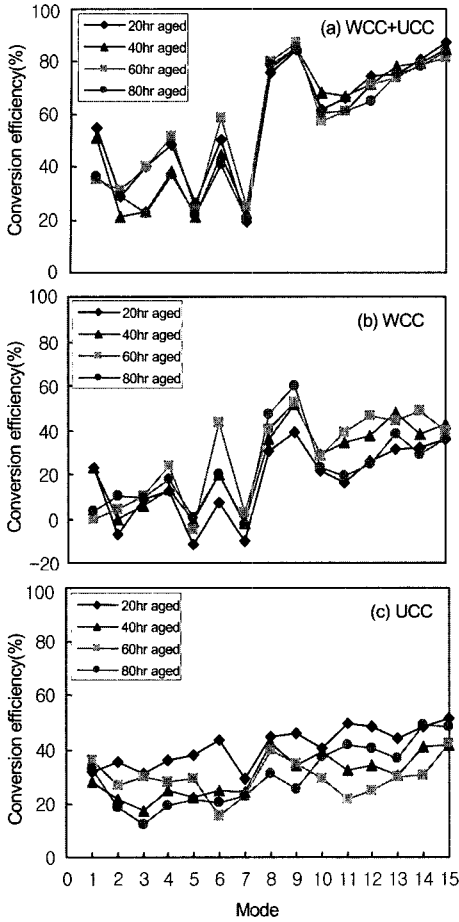 100
80
60
40
20
0
Conversion efficiency(%)
20hr aged
40hr aged
60hr aged
80hr aged
(a) WCC+UCC
100
80
60
40
20
0
-20
Conversion efficiency(%)
20hr aged
40hr aged
60hr aged
80hr aged
(b) WCC
100
80
60
40
20
0
Conversion efficiency(%)
20hr aged
40hr aged
60hr aged
80hr aged
(c) UCC
0 1 2 3 4 5 6 7 8 9 10 11 12 13 14 15
Mode